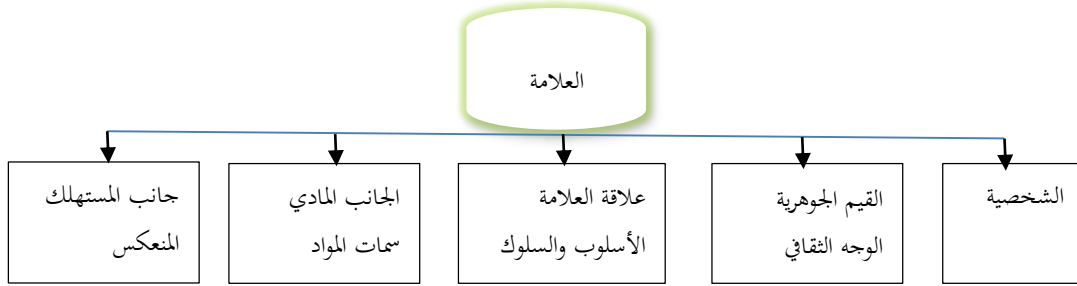 العلامة
الشخصية
القيم الجوهرية
الوجه الثقافي
علاقة العلامة
الأسلوب والسلوك
الجانب المادي
سمات المواد
جانب المستهلك
المنعكس